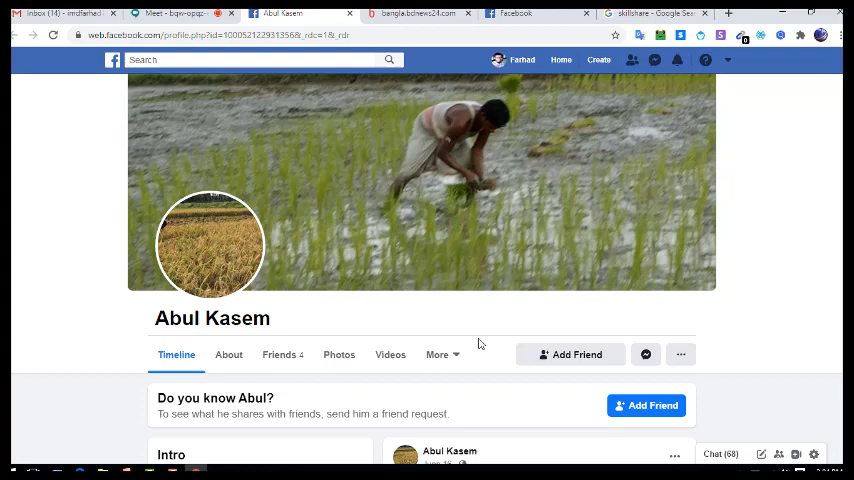 Inbox (14) - imdfarhad
Meet - bqw-opqz-
Abul Kasem
bangla.bdnews24.com
Facebook
skillshare - Google Sea
web.facebook.com/profile.php?id=1000521229313568&_rdc=1&_rdr
Search
Farhad
Home
Create
Abul Kasem
Timeline
About
Friends 4
Photos
Videos
More
Add Friend
Do you know Abul?
To see what he shares with friends, send him a friend request.
Add Friend
Intro
Abul Kasem
Chat (68)